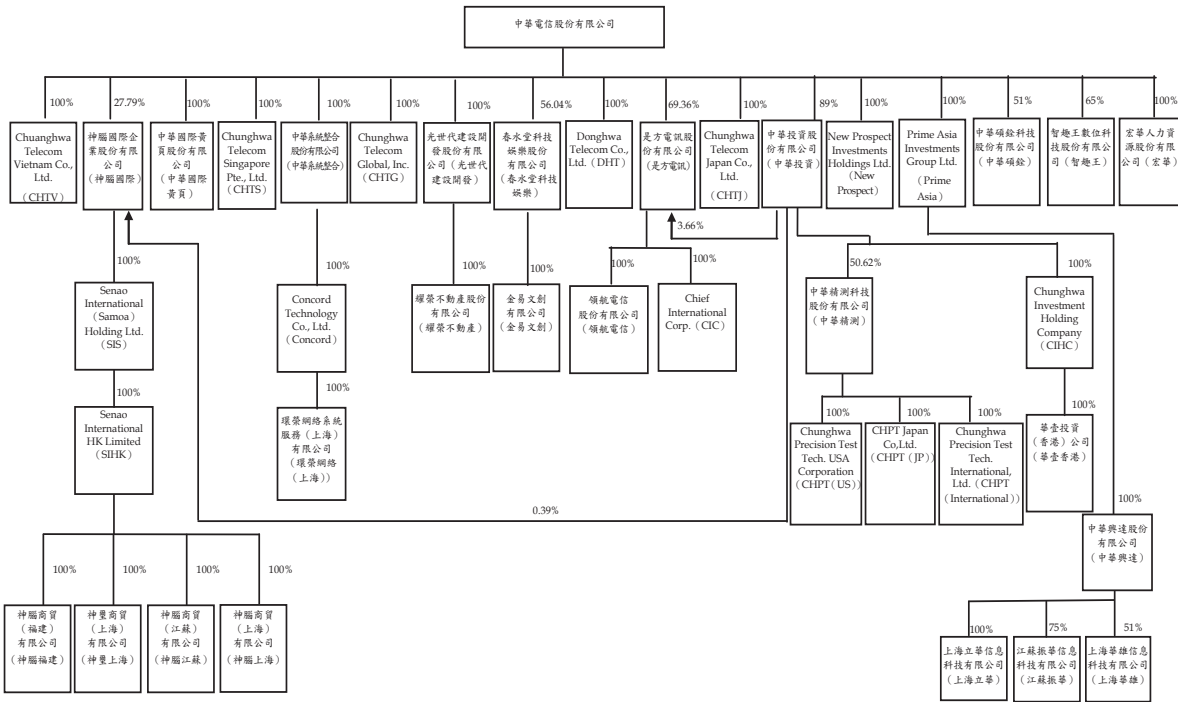 中華電信股份有限公司
100%
27.79%
100%
100%
100%
100%
100%
56.04%
100%
69.36%
100%
89%
100%
100%
51%
65%
100%
Chuanghwa
Telecom
Vietnam Co.,
Ltd.
(CHTV)
神腦國際企
業股份有限
公司
(神腦國際)
中華國際黃
頁股份有限
公司
(中華國際
黃頁)
Chunghwa
Telecom
Singapore
Pte., Ltd.
(CHTS)
中華系統整合
股份有限公司
(中華系統整合)
Chunghwa
Telecom
Global, Inc.
(CHTG)
光世代建設開
發股份有限
公司(光世代
建設開發)
春水堂科技
娛樂股份
有限公司
(春水堂科技
娛樂)
Donghwa
Telecom Co.,
Ltd. (DHT)
是方電訊股
份有限公司
(是方電訊)
Chungwa
Telecom
Japan Co.,
Ltd.
(CHTJ)
中華投資股
份有限公司
(中華投資)
New Prospect
Investments
Holdings Ltd.
(New
Prospect)
Prime Asia
Investments
Group Ltd.
(Prime
Asia)
中華碩銓科技
股份有限公司
(中華碩銓)
智趣王數位科
技股份有限公
司(智趣王)
宏華人力資
源股份有限
公司(宏華)
3.66%
100%
100%
100%
100%
100%
100%
50.62%
100%
Senao
International
(Samoa)
Holding Ltd.
(SIS)
Concord
Technology
Co., Ltd.
(Concord)
耀榮不動產股份
有限公司
(耀榮不動產)
金易文創
有限公司
(金易文創)
領航電信
股份有限公司
(領航電信)
Chief
International
Corp. (CIC)
中華精測科技
股份有限公司
(中華精測)
Chunghwa
Investment
Holding
Company
(CIHC)
100%
100%
100%
100%
100%
100%
Senao
International
HK Limited
(SIHK)
環榮網絡系統
服務(上海)
有限公司
(環榮網絡
(上海))
Chunghwa
Precision Test
Tech. USA
Corporation
(CHPT(US))
CHPT Japan
Co,Ltd.
(CHPT(JP))
Chunghwa
Precision Test
Tech.
International,
Ltd.(CHPT
(International))
華壹投資
(香港)公司
(華壹香港)
0.39%
100%
中華興達股份
有限公司
(中華興達)
100%
100%
100%
100%
神腦商貿
(福建)
有限公司
(神腦福建)
神璽商貿
(上海)
有限公司
(神璽上海)
神腦商貿
(江蘇)
有限公司
(神腦江蘇)
神腦商貿
(上海)
有限公司
(神腦上海)
100%
75%
51%
上海立華信息
科技有限公司
(上海立華)
江蘇振華信息
科技有限公司
(江蘇振華)
上海華雄信息
科技有限公司
(上海華雄)